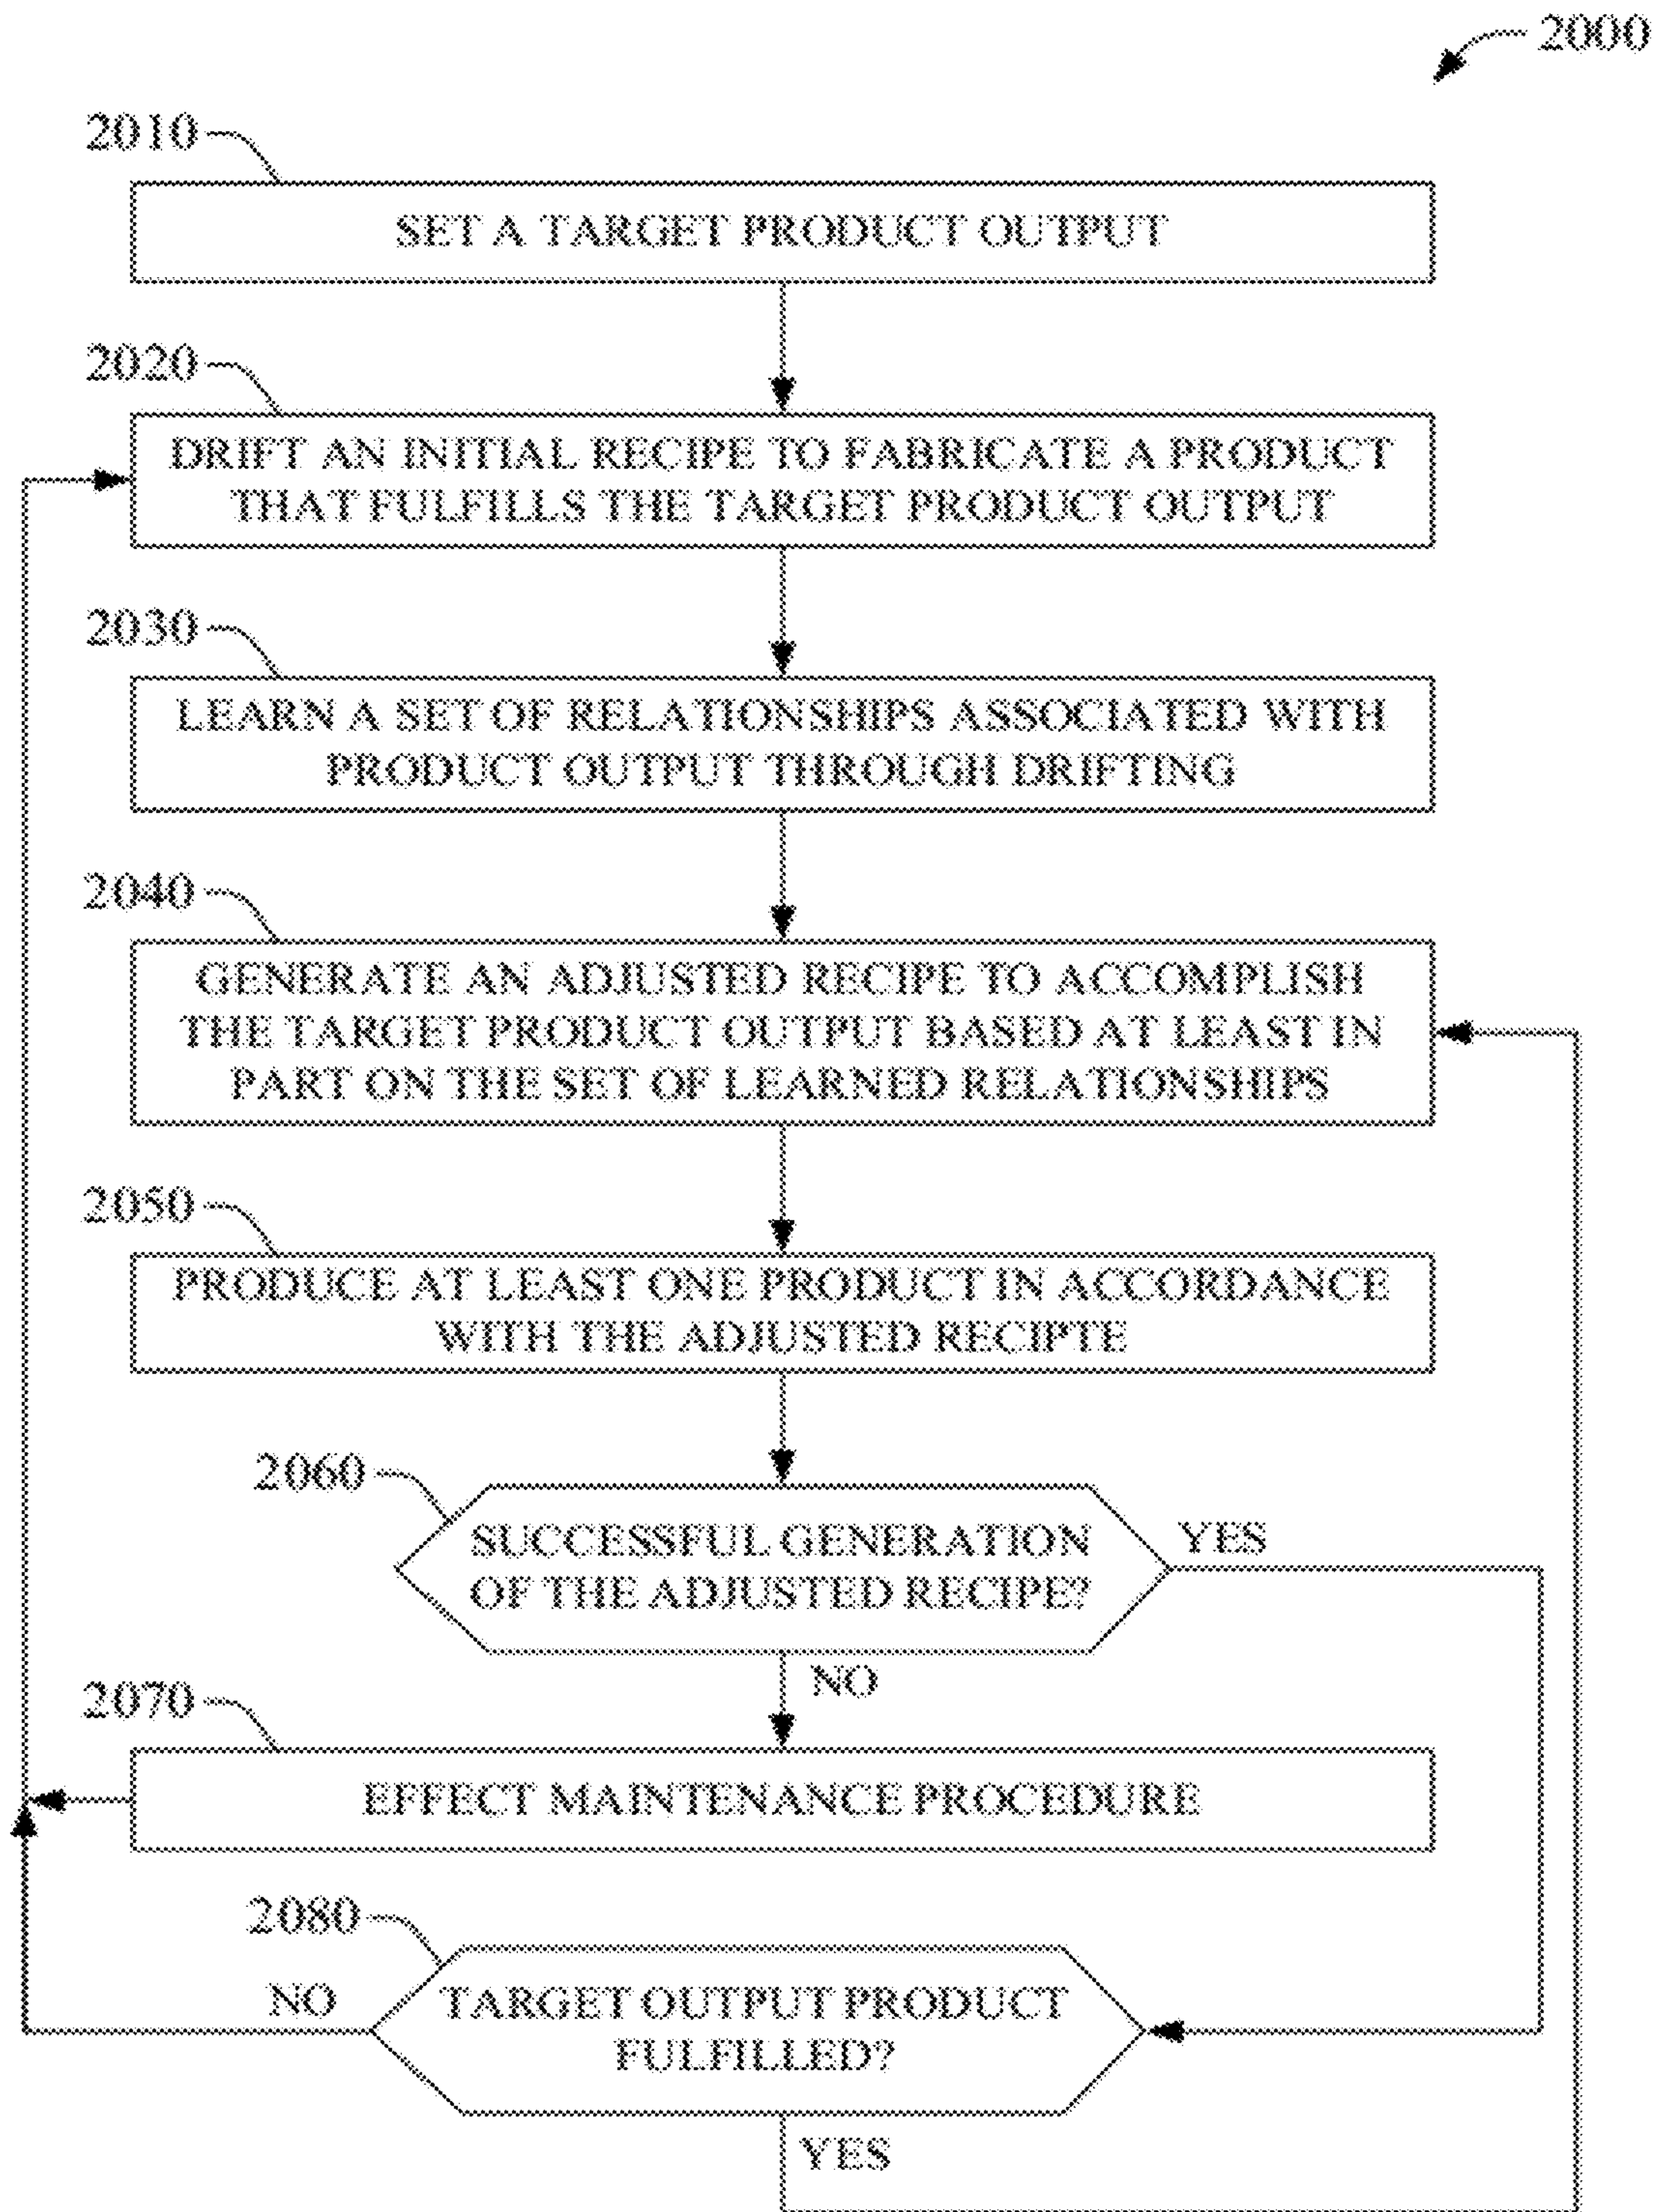 2000
2010
SET A TARGET PRODUCT OUTPUT
2020
DRIFT AN INITIAL RECIPE TO FABRICATE A PRODUCT
THAT FULFILLS THE TARGET PRODUCT OUTPUT
2030
LEARN A SET OF RELATIONSHIPS ASSOCIATED WITH
PRODUCT OUTPUT THROUGH DRIFTING
2040
GENERATE AN ADJUSTED RECIPE TO ACCOMPLISH
THE TARGET PRODUCT OUTPUT BASED AT LEAST IN
PART ON THE SET OF LEARNED RELATIONSHIPS
2050
PRODUCE AT LEAST ONE PRODUCT IN ACCORDANCE
WITH THE ADJUSTED RECIPTE
2060
SUCCESSFUL GENERATION
OF THE ADJUSTED RECIPE?
YES
NO
2070
EFFECT MAINTENANCE PROCEDURE
2080
NO
TARGET OUTPUT PRODUCT
FULFILLED?
YES